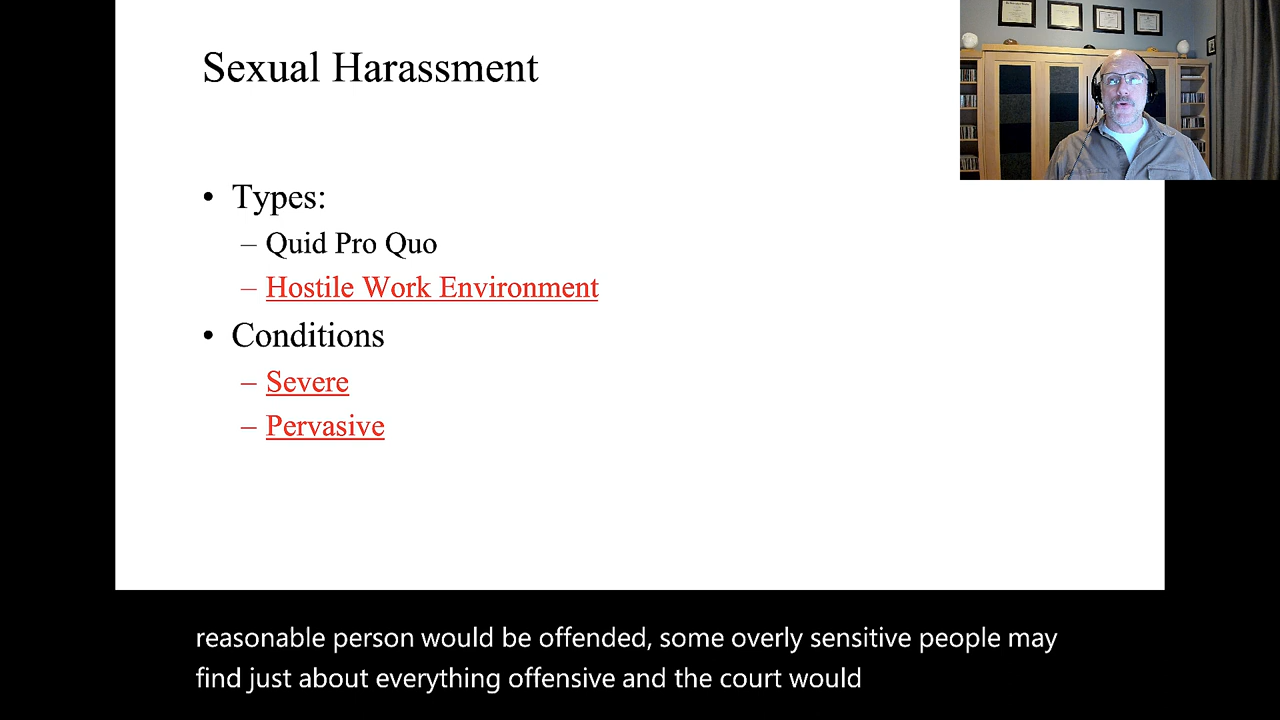 Sexual Harassment
• Types:
– Quid Pro Quo
– Hostile Work Environment
• Conditions
– Severe
– Pervasive
reasonable person would be offended, some overly sensitive people may
find just about everything offensive and the court would